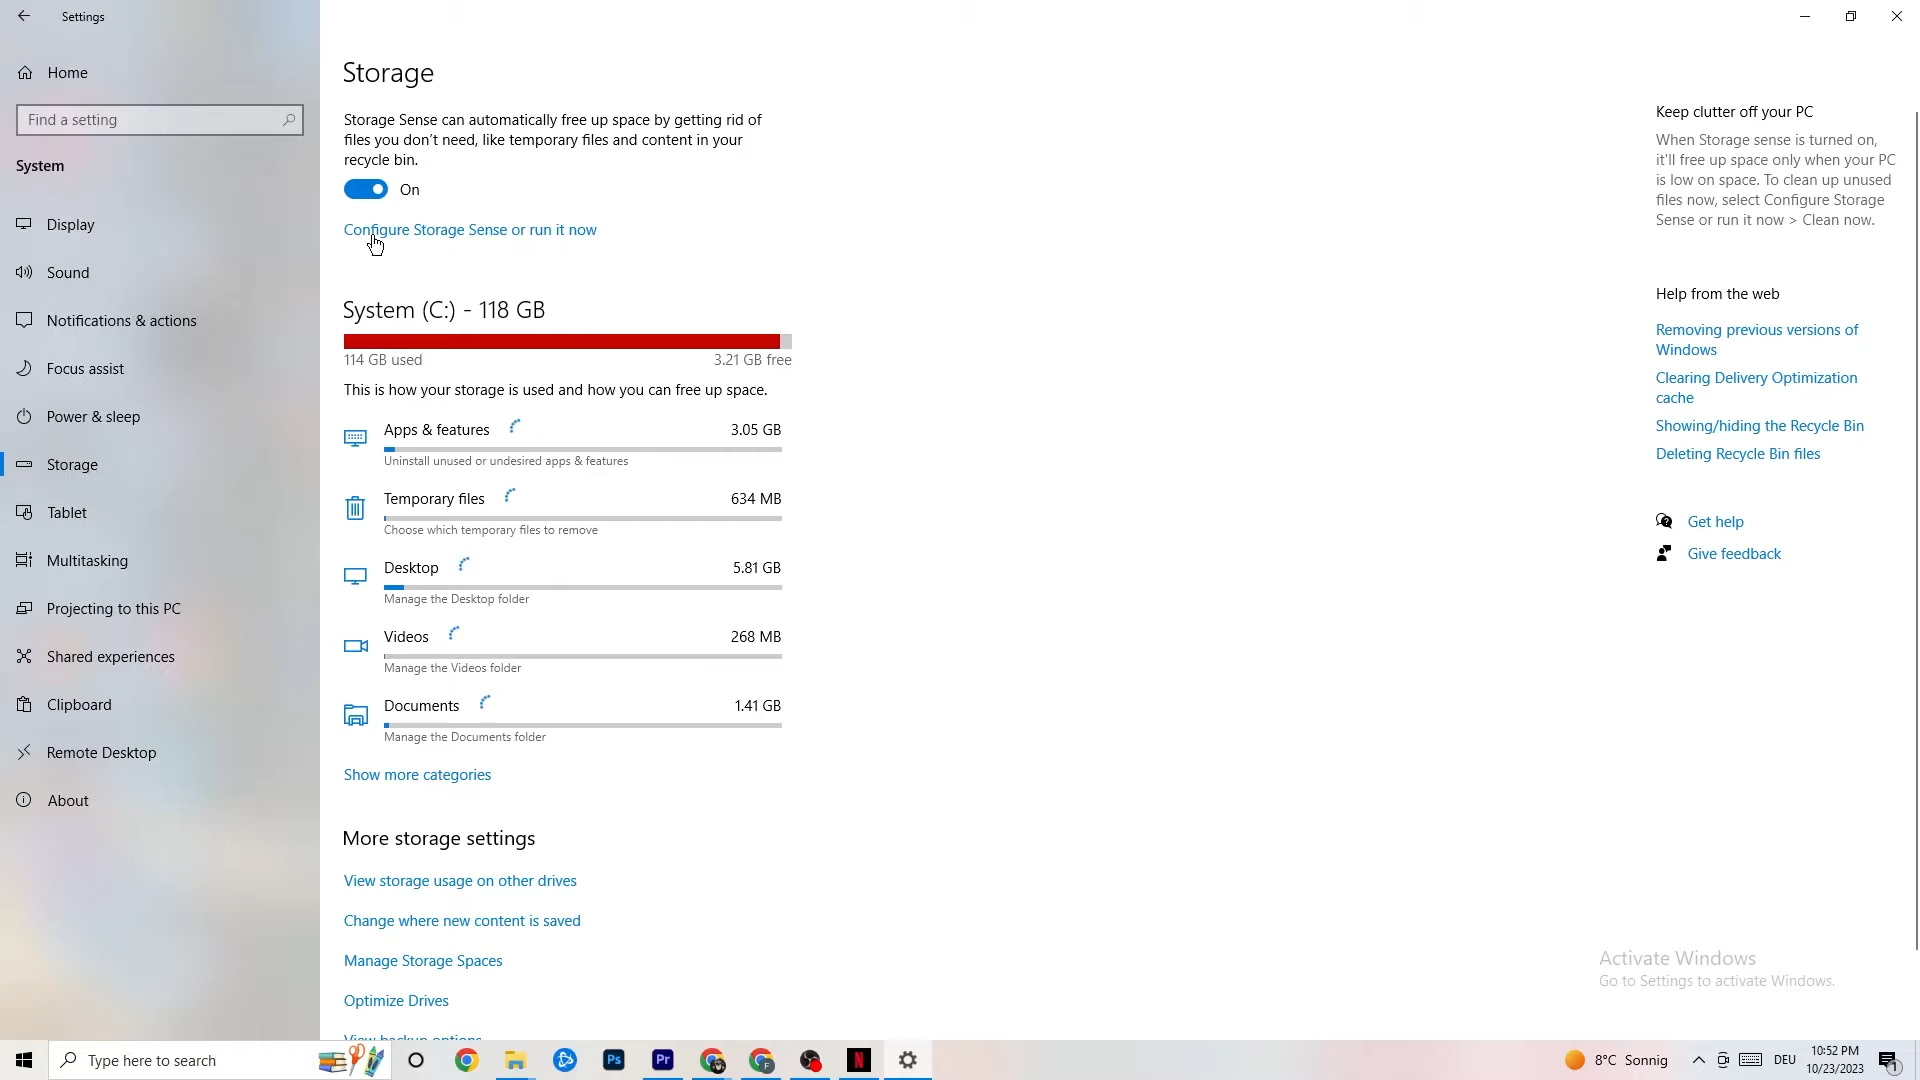 Settings
Home
Find a setting
System
Display
Sound
Notifications & actions
Focus assist
Power & sleep
Storage
Tablet
Multitasking
Projecting to this PC
Shared experiences
Clipboard
Remote Desktop
About
Storage
Storage Sense can automatically free up space by getting rid of
files you don't need, like temporary files and content in your
recycle bin.
On
Configure Storage Sense or run it now
System (C:) - 118 GB
114 GB used
3.21 GB free
This is how your storage is used and how you can free up space.
Apps & features
3.05 GB
Uninstall unused or undesired apps & features
Temporary files
634 MB
Choose which temporary files to remove
Desktop
5.81 GB
Manage the Desktop folder
Videos
268 MB
Manage the Videos folder
Documents
1.41 GB
Manage the Documents folder
Show more categories
More storage settings
View storage usage on other drives
Change where new content is saved
Manage Storage Spaces
Optimize Drives
View backup options
Keep clutter off your PC
When Storage sense is turned on,
it'll free up space only when your PC
is low on space. To clean up unused
files now, select Configure Storage
Sense or run it now > Clean now.
Help from the web
Removing previous versions of
Windows
Clearing Delivery Optimization
cache
Showing/hiding the Recycle Bin
Deleting Recycle Bin files
Get help
Give feedback
Activate Windows
Go to Settings to activate Windows.
Type here to search
Ps
Pr
F
N
8°C Sonnig
DEU
10:52 PM
10/23/2023
1